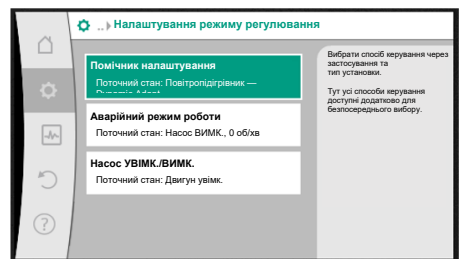 .. Налаштування режиму регулювання
Помічник налаштування
Поточний стан: Повітропідігрівник —
Dynamic Adapt
Аварійний режим роботи
Поточний стан: Насос ВИМК., 0 об/хв
Насос УВІМК./ВИМК.
Поточний стан: Двигун увімк.
Вибрати спосіб керування через
застосування та
тип установки.
Тут усі способи керування
доступні додатково для
безпосереднього вибору.